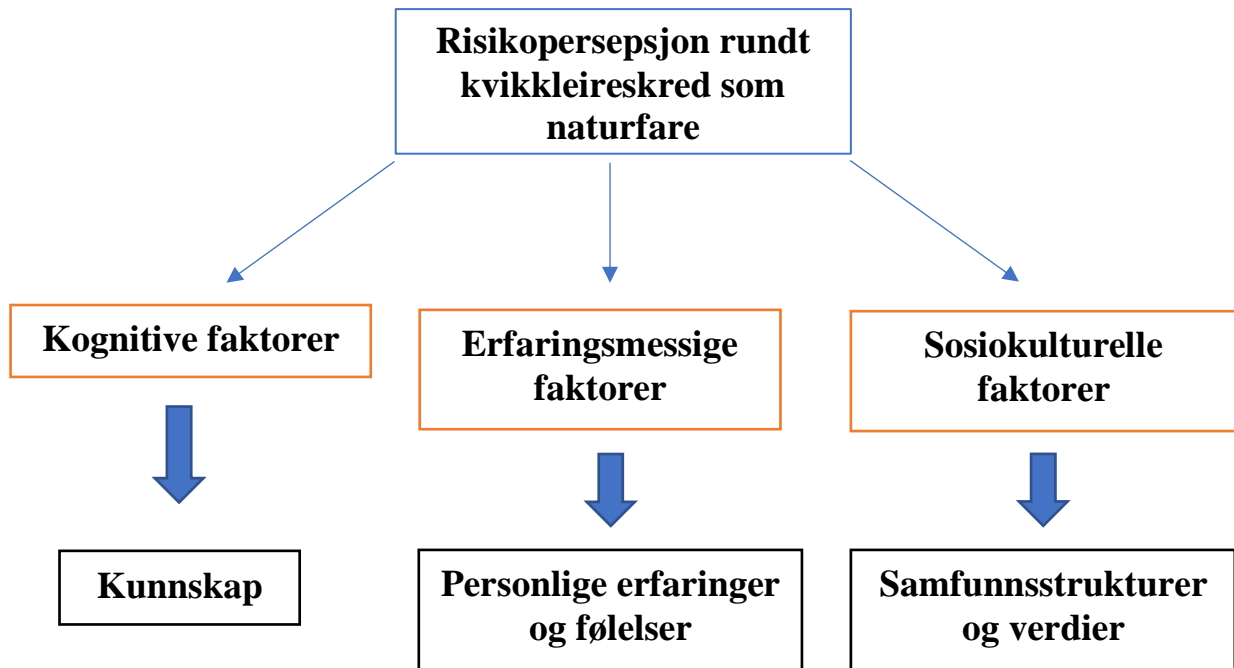 Risikopersepsjon rundt
kvikkleireskred som
naturfare
Kognitive faktorer
Erfaringsmessige
faktorer
Sosiokulturelle
faktorer
Kunnskap
Personlige erfaringer
og følelser
Samfunnsstrukturer
og verdier